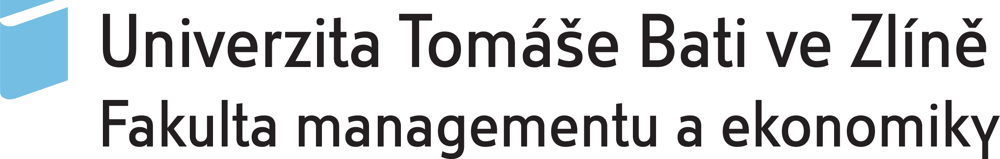 Univerzita Tomáše Bati ve Zlíně
Fakulta managementu a ekonomiky